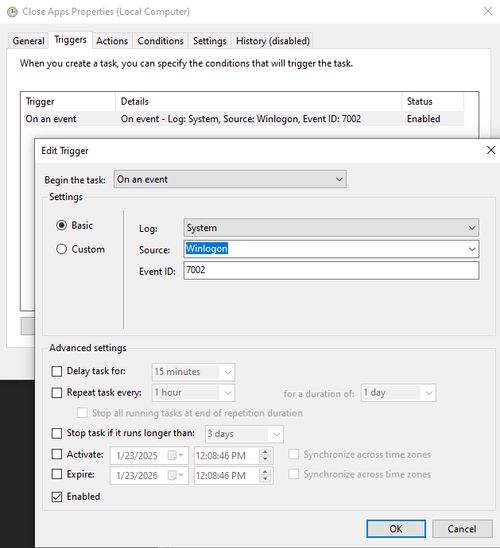 Close Apps Properties (Local Computer)
General Triggers Actions Conditions Settings History (disabled)
When you create a task, you can specify the conditions that will trigger the task.
Trigger Details Status
On an event On event - Log: System, Source: Winlogon, Event ID: 7002 Enabled
Edit Trigger
Begin the task: On an event
Settings
Basic
Custom
Log: System
Source: Winlogon
Event ID: 7002
Advanced settings
Delay task for: 15 minutes
Repeat task every: 1 hour for a duration of: 1 day
Stop all running tasks at end of repetition duration
Stop task if it runs longer than: 3 days
Activate: 1/23/2025 12:08:46 PM Synchronize across time zones
Expire: 1/23/2026 12:08:46 PM Synchronize across time zones
Enabled
OK Cancel